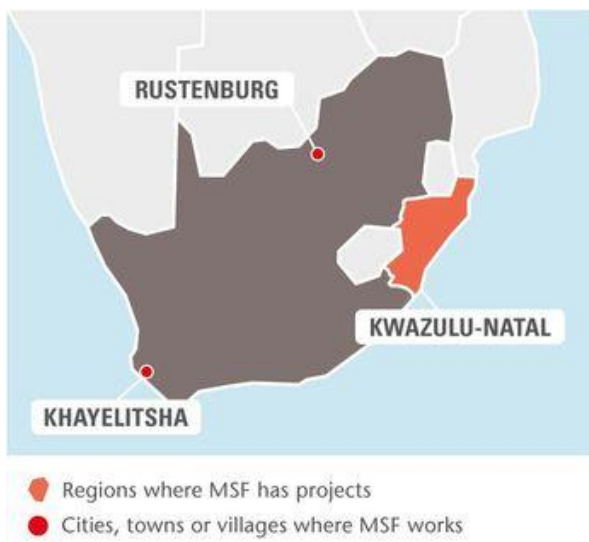 RUSTENBURG
KWAZULU-NATAL
KHAYELITSHA
Regions where MSF has projects
Cities, towns or villages where MSF works